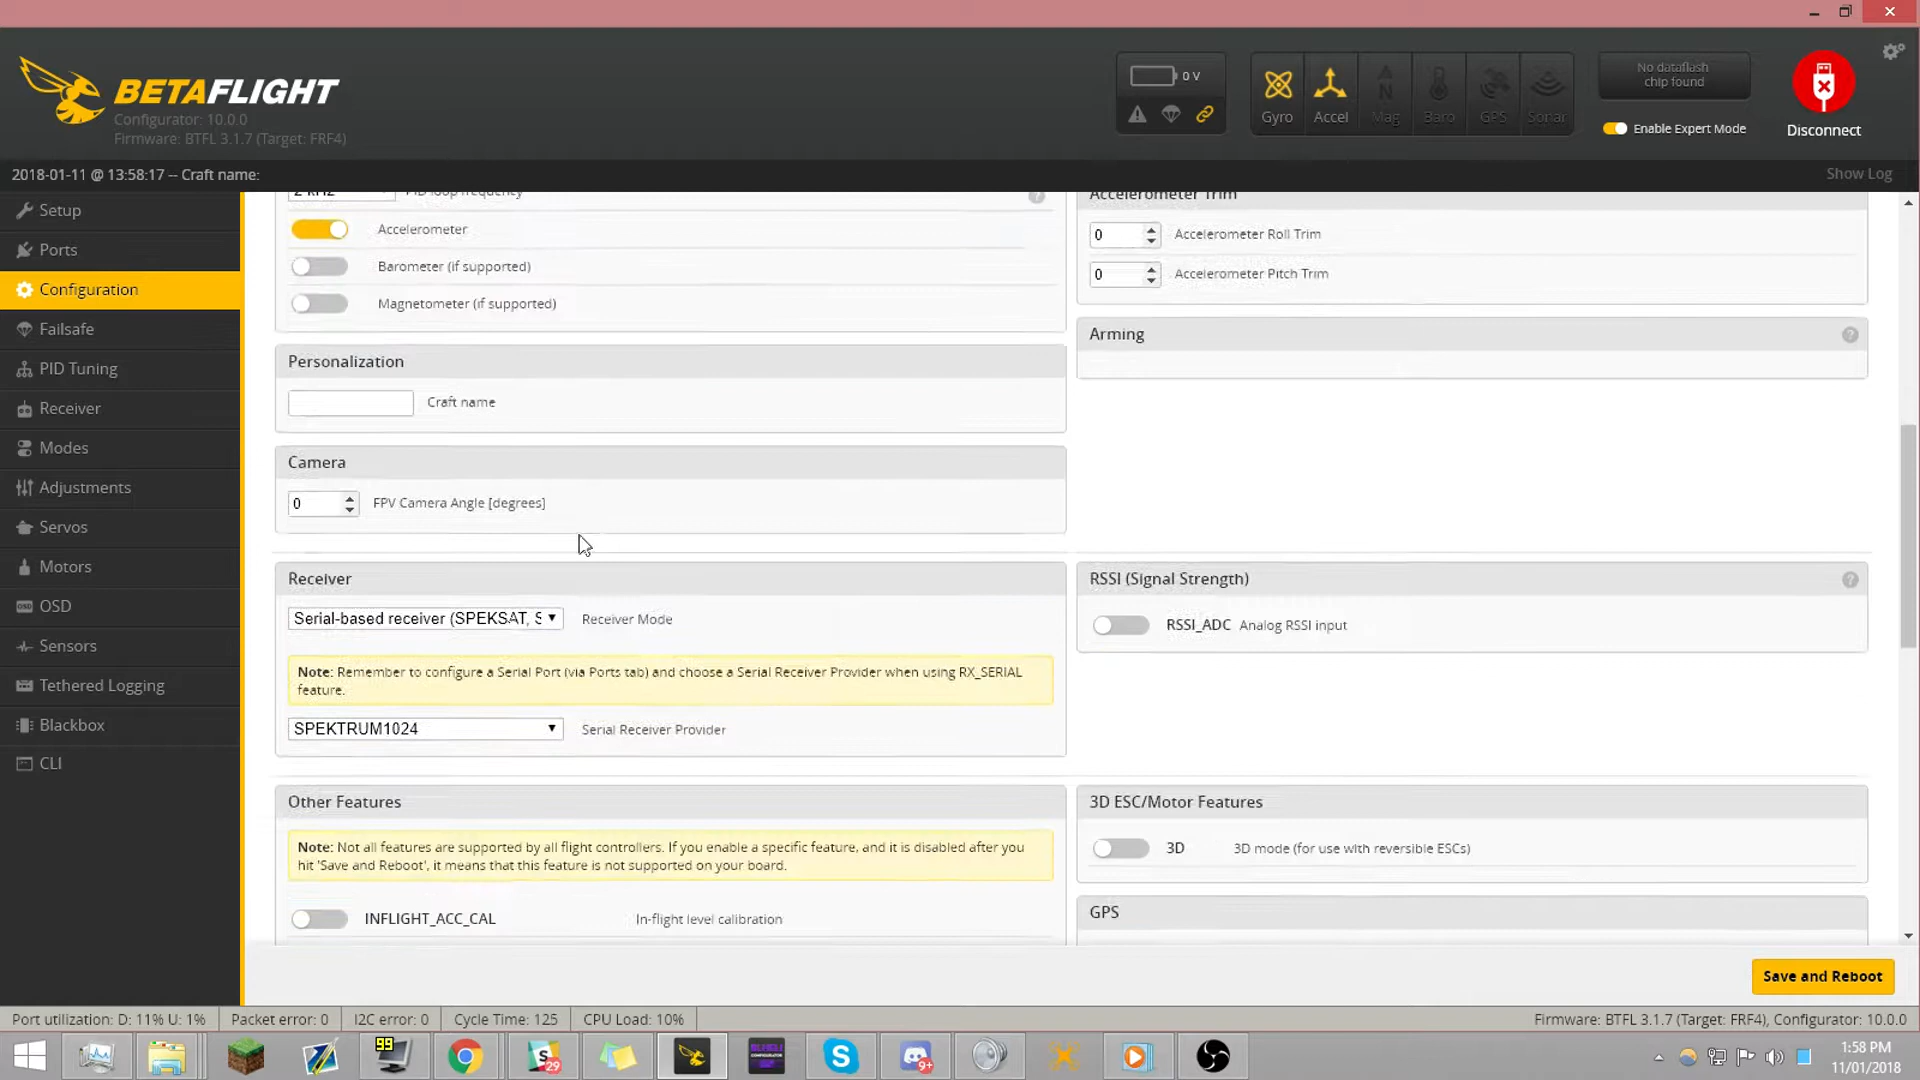 BETAFLIGHT
Configurator: 10.0.0
Firmware: BTFL 3.1.7 (Target: FRF4)
0 V
Gyro
Accel
Mag
Baro
GPS
Sonar
No dataflash
chip found
Enable Expert Mode
Disconnect
2018-01-11 @ 13:58:17 -- Craft name:
Show Log
Setup
Ports
Configuration
Failsafe
PID Tuning
Receiver
Modes
Adjustments
Servos
Motors
OSD
Sensors
Tethered Logging
Blackbox
CLI
2 kHz PID loop frequency
Accelerometer
Barometer (if supported)
Magnetometer (if supported)
Accelerometer Trim
0 Accelerometer Roll Trim
0 Accelerometer Pitch Trim
Arming
Personalization
Craft name
Camera
0 FPV Camera Angle [degrees]
Receiver
Serial-based receiver (SPEKSAT, S Receiver Mode
Note: Remember to configure a Serial Port (via Ports tab) and choose a Serial Receiver Provider when using RX_SERIAL
feature.
SPEKTRUM1024 Serial Receiver Provider
RSSI (Signal Strength)
RSSI_ADC Analog RSSI input
Other Features
Note: Not all features are supported by all flight controllers. If you enable a specific feature, and it is disabled after you
hit 'Save and Reboot', it means that this feature is not supported on your board.
INFLIGHT_ACC_CAL In-flight level calibration
3D ESC/Motor Features
3D 3D mode (for use with reversible ESCs)
GPS
Save and Reboot
Port utilization: D: 11% U: 1% Packet error: 0 I2C error: 0 Cycle Time: 125 CPU Load: 10%
Firmware: BTFL 3.1.7 (Target: FRF4), Configurator: 10.0.0
99
29
9+
1:58 PM
11/01/2018